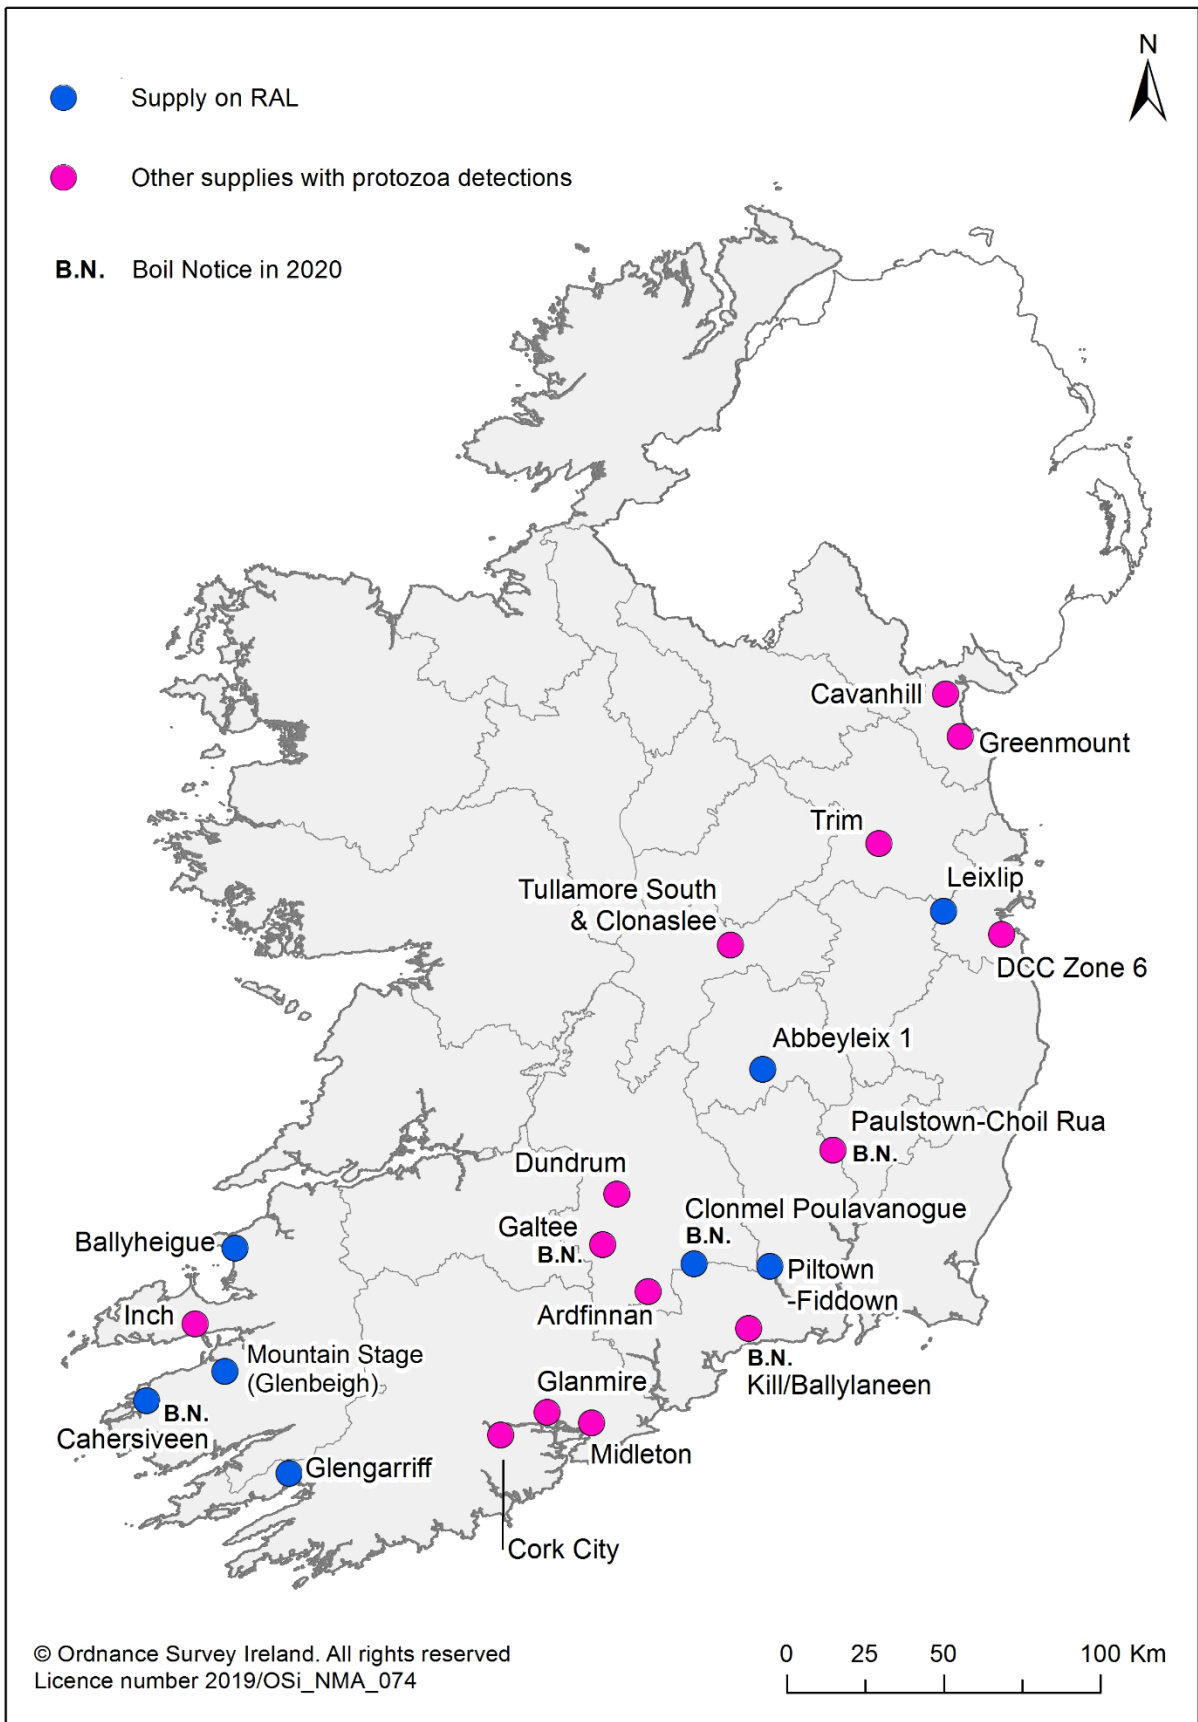 N
Supply on RAL
Other supplies with protozoa detections
B.N. Boil Notice in 2020
Cavanhill
Greenmount
Trim
Leixlip
Tullamore South
& Clonaslee
DCC Zone 6
Abbeyleix 1
Paulstown-Choil Rua
B.N.
Dundrum
Clonmel Poulavanogue
B.N.
Galtee
B.N.
Ballyheigue
Piltown
-Fiddown
Ardfinnan
Inch
Mountain Stage
(Glenbeigh)
B.N.
Kill/Ballylaneen
Glanmire
B.N.
Cahersiveen
Midleton
Glengarriff
Cork City
© Ordnance Survey Ireland. All rights reserved
Licence number 2019/OSi_NMA_074
0 25 50 100 Km